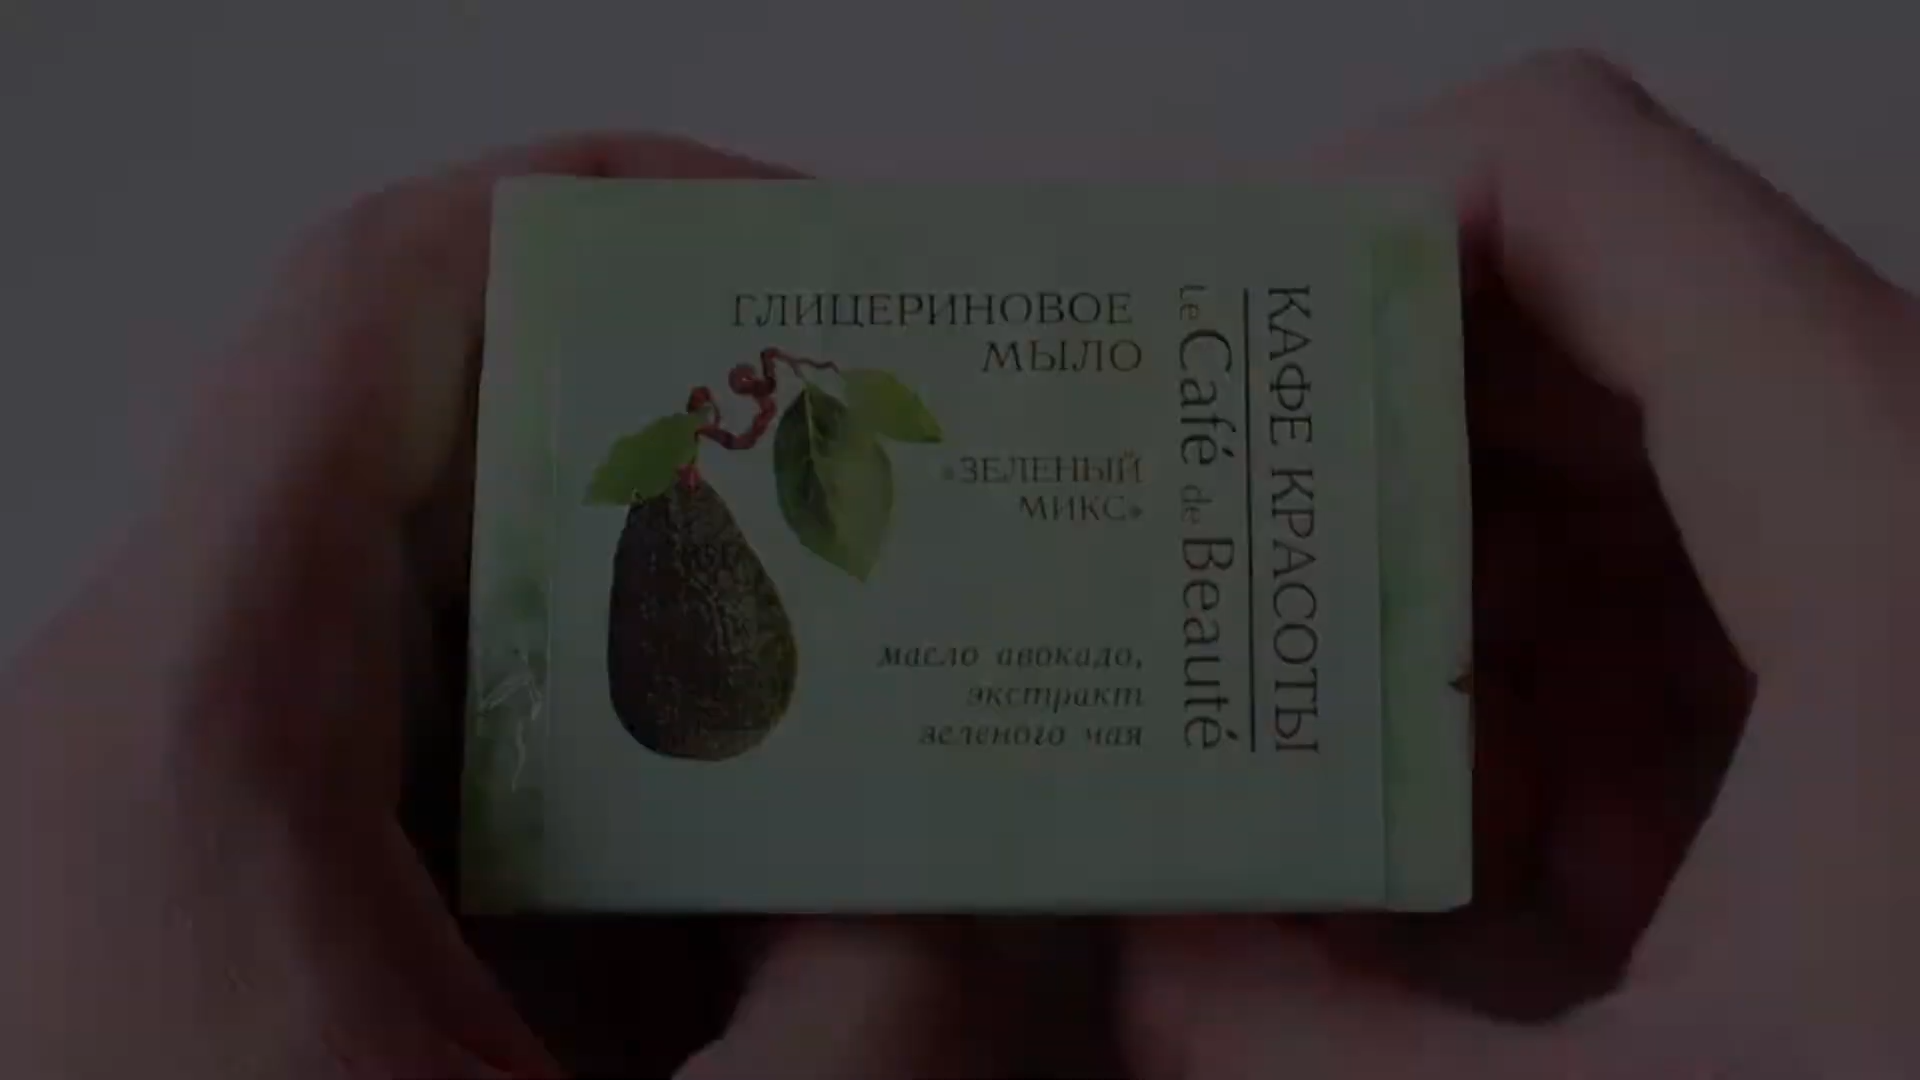 ГЛИЦЕРИНОВОЕ
МЫЛО
«ЗЕЛЕНЫЙ
МИКС»
масло авокадо,
экстракт
зеленого чая
Le Café de Beauté
КАФЕ КРАСОТЫ